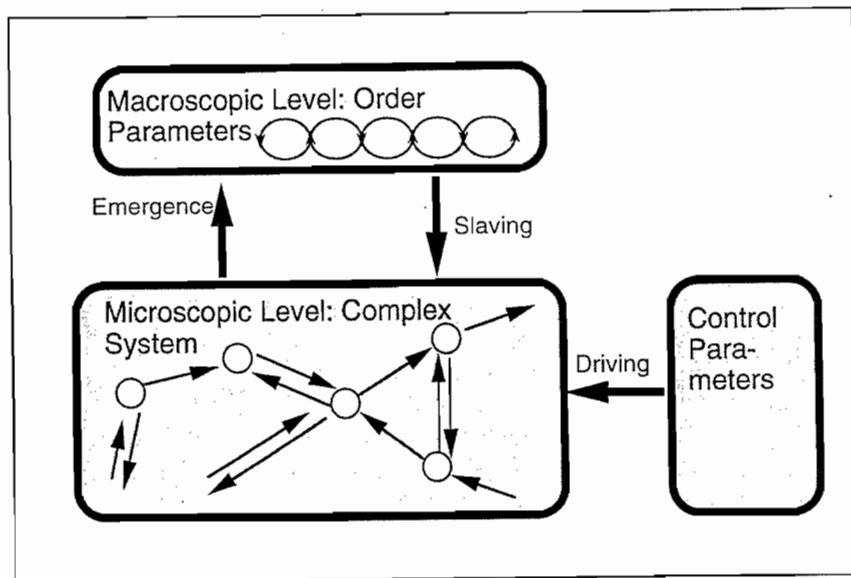 Macroscopic Level: Order
Parameters
Emergence
Slaving
Microscopic Level: Complex
System
Driving
Control
Para-
meters